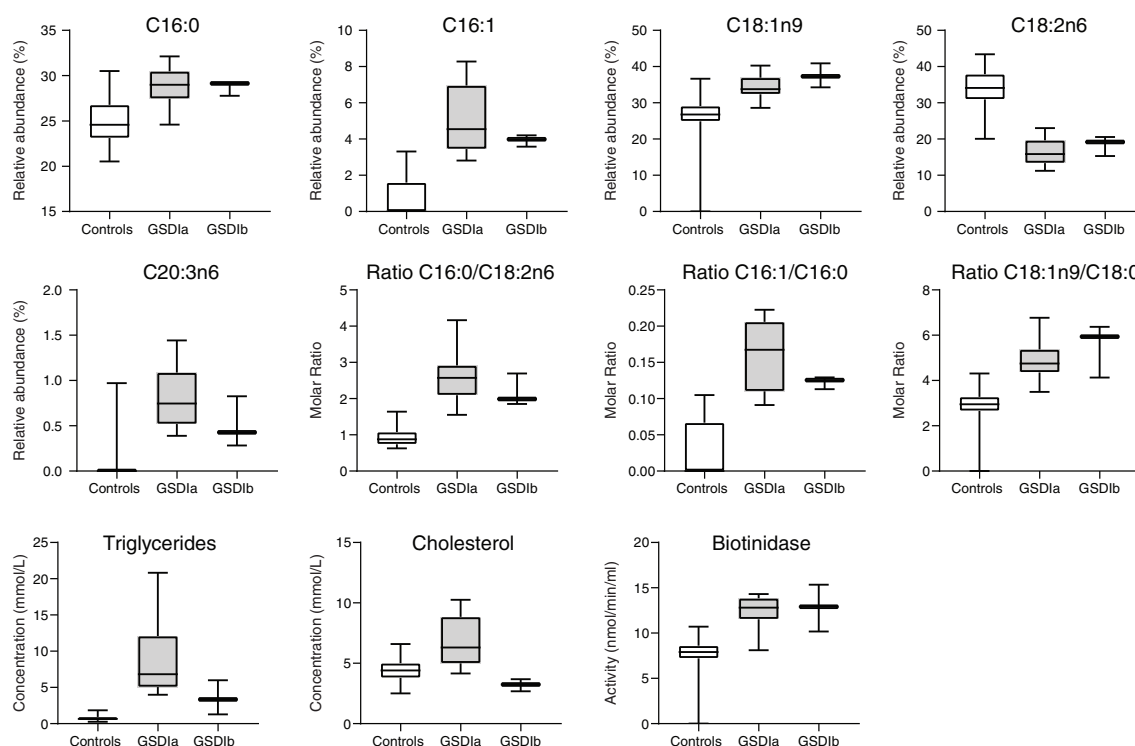 C16:0
Relative abundance (%)
35
30
25
20
15
Controls GSDIa GSDIb
C16:1
Relative abundance (%)
10
8
6
4
2
0
Controls GSDIa GSDIb
C18:1n9
Relative abundance (%)
50
40
30
20
10
0
Controls GSDIa GSDIb
C18:2n6
Relative abundance (%)
50
40
30
20
10
0
Controls GSDIa GSDIb
C20:3n6
Relative abundance (%)
2.0
1.5
1.0
0.5
0.0
Controls GSDIa GSDIb
Ratio C16:0/C18:2n6
Molar Ratio
5
4
3
2
1
0
Controls GSDIa GSDIb
Ratio C16:1/C16:0
Molar Ratio
0.25
0.20
0.15
0.10
0.05
0.00
Controls GSDIa GSDIb
Ratio C18:1n9/C18:0
Molar Ratio
8
6
4
2
0
Controls GSDIa GSDIb
Triglycerides
Concentration (mmol/L)
25
20
15
10
5
0
Controls GSDIa GSDIb
Cholesterol
Concentration (mmol/L)
15
10
5
0
Controls GSDIa GSDIb
Biotinidase
Activity (nmol/min/ml)
20
15
10
5
0
Controls GSDIa GSDIb